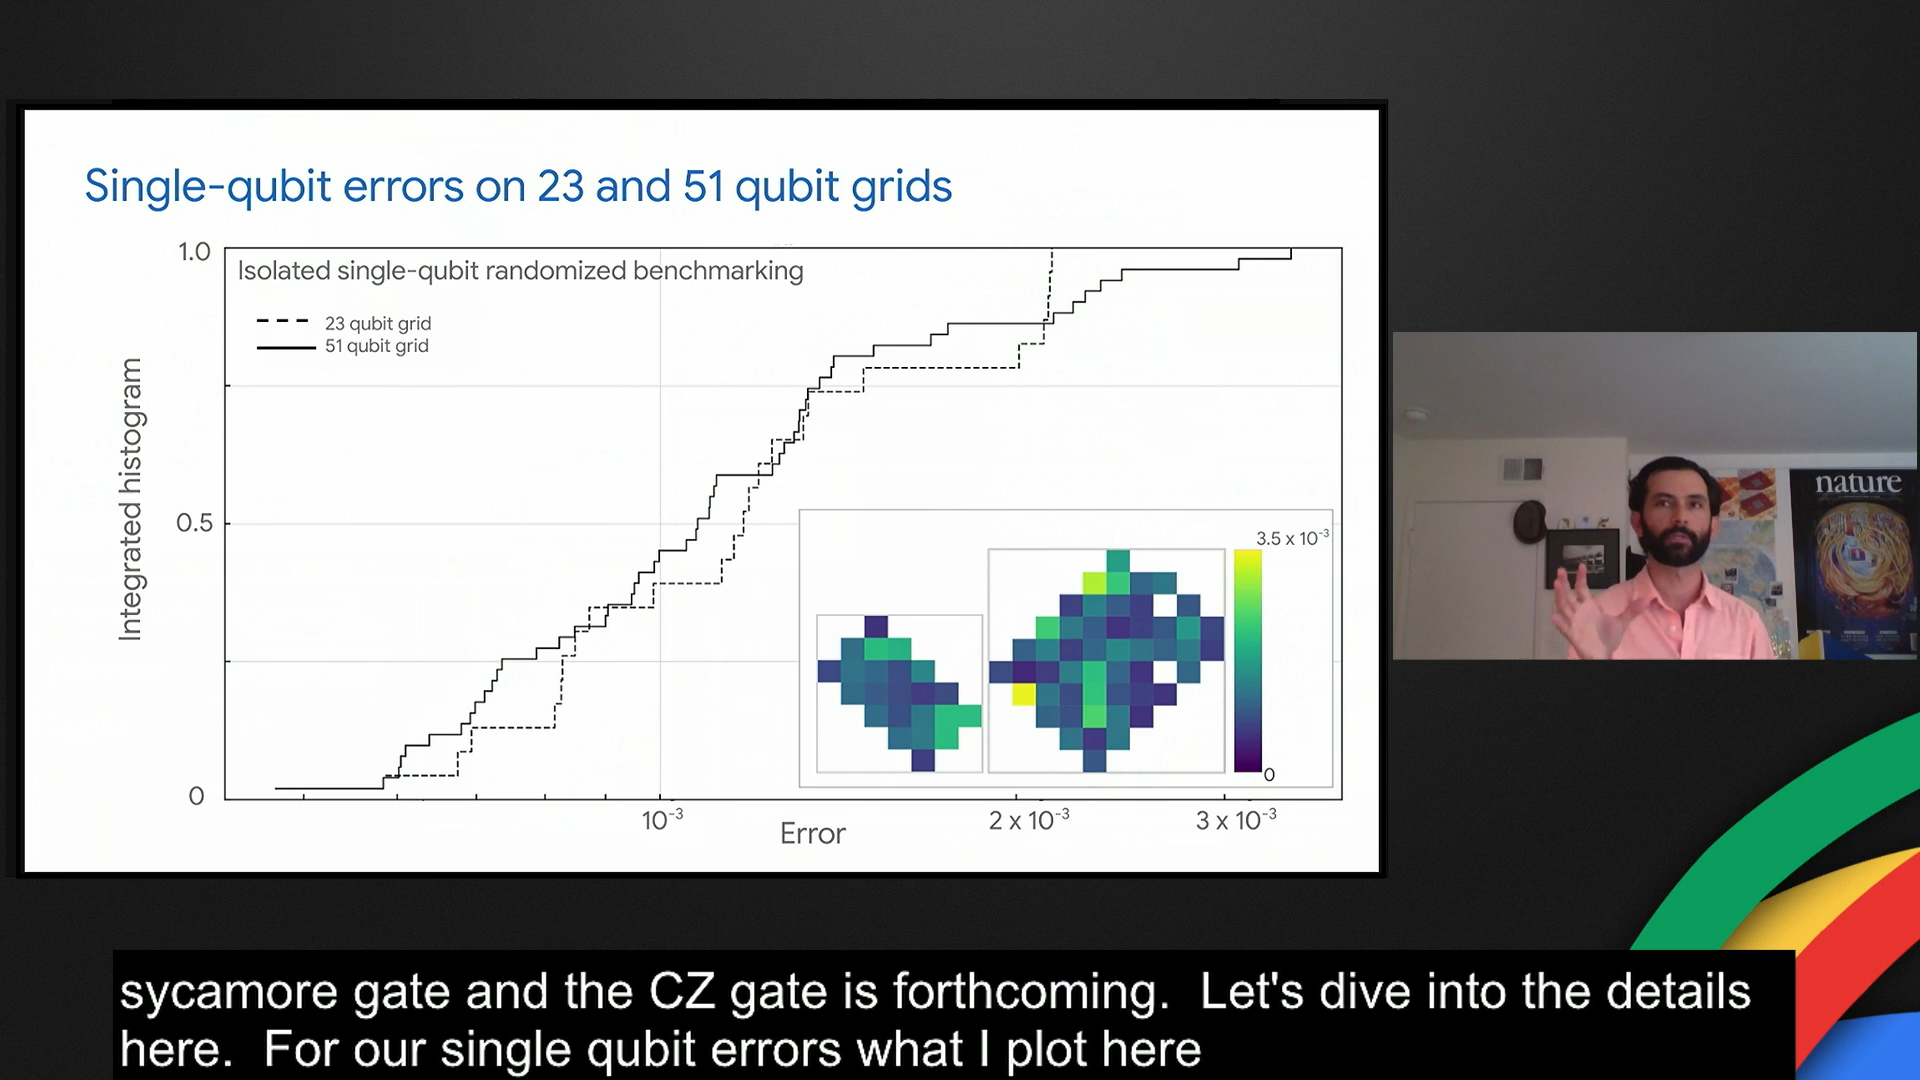 Single-qubit errors on 23 and 51 qubit grids
Isolated single-qubit randomized benchmarking
23 qubit grid
51 qubit grid
Integrated histogram
1.0
0.5
0
10⁻³
2 x 10⁻³
3 x 10⁻³
Error
3.5 x 10⁻³
0
nature
sycamore gate and the CZ gate is forthcoming. Let's dive into the details
here. For our single qubit errors what I plot here